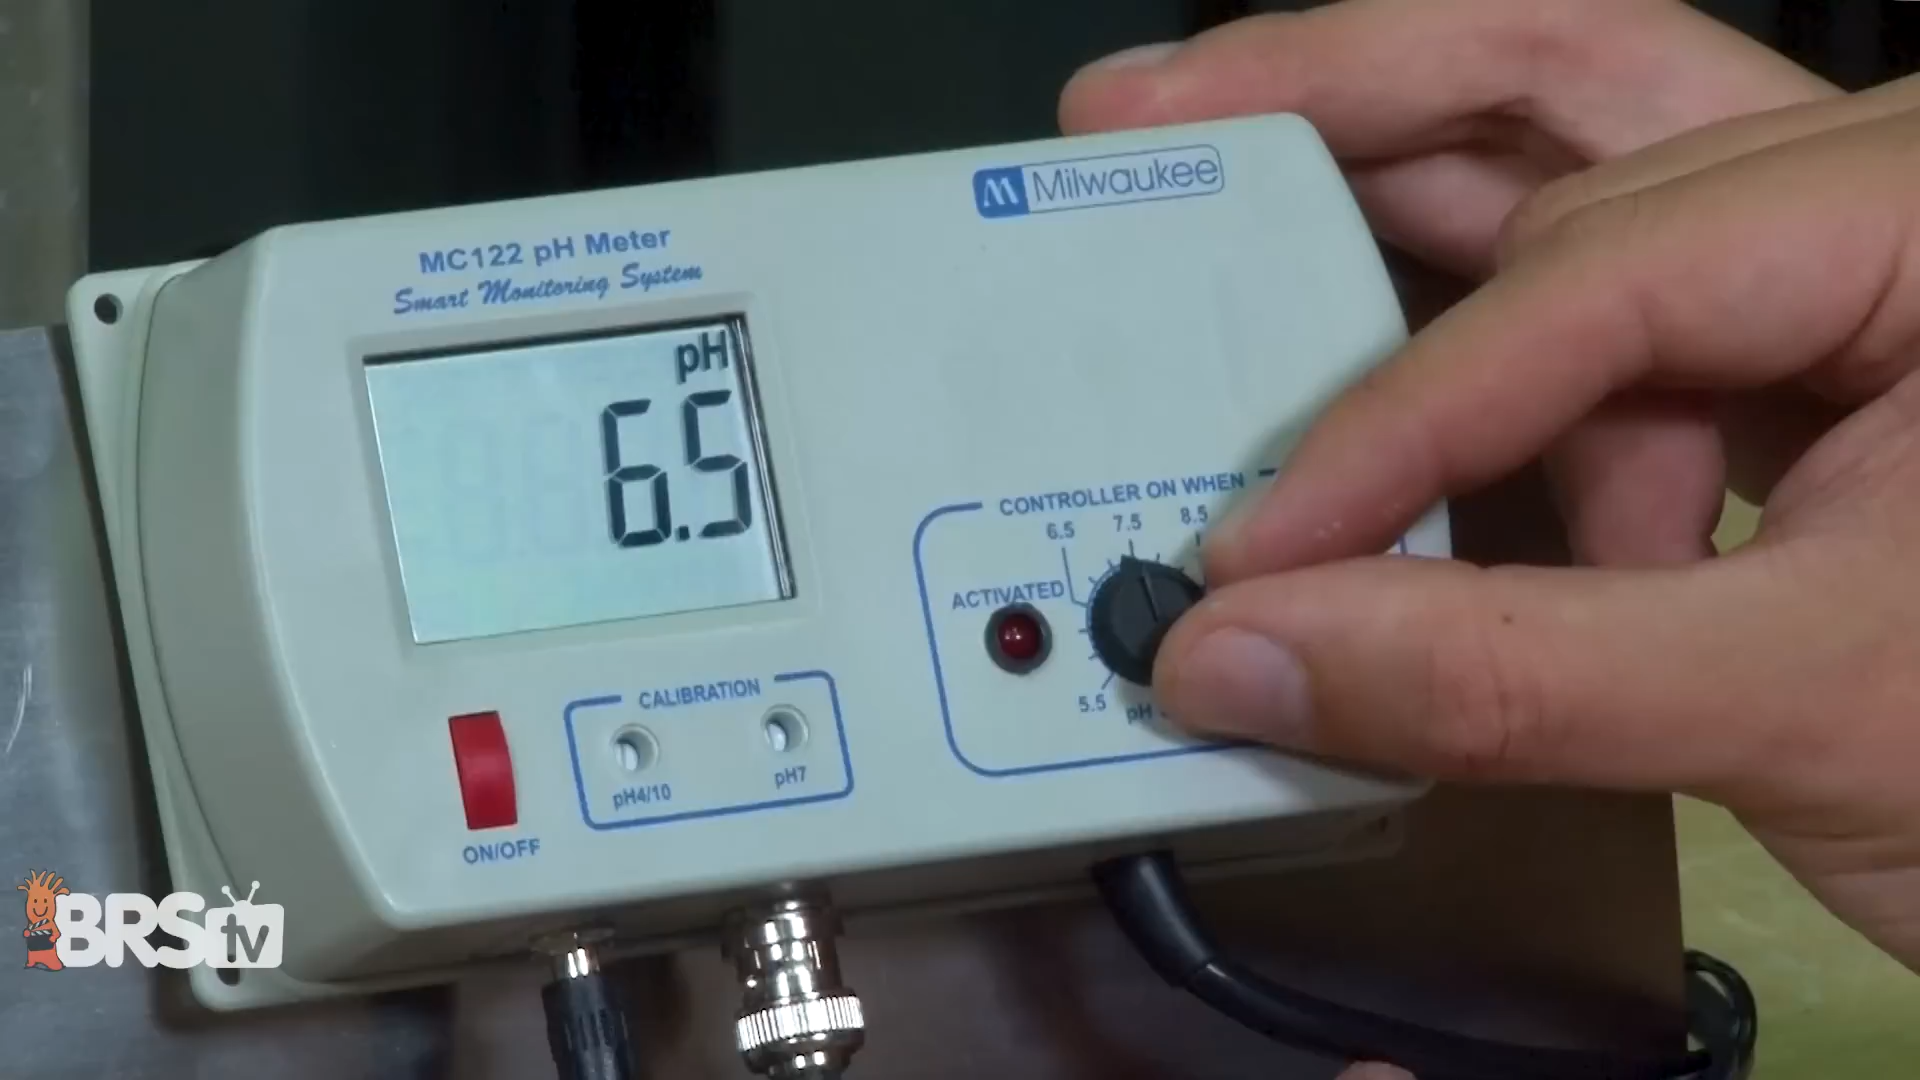 Milwaukee
MC122 pH Meter
Smart Monitoring System
pH
6.5
CONTROLLER ON WHEN
6.5 7.5 8.5
ACTIVATED
5.5
pH
CALIBRATION
pH4/10 pH7
ON/OFF
BRStv